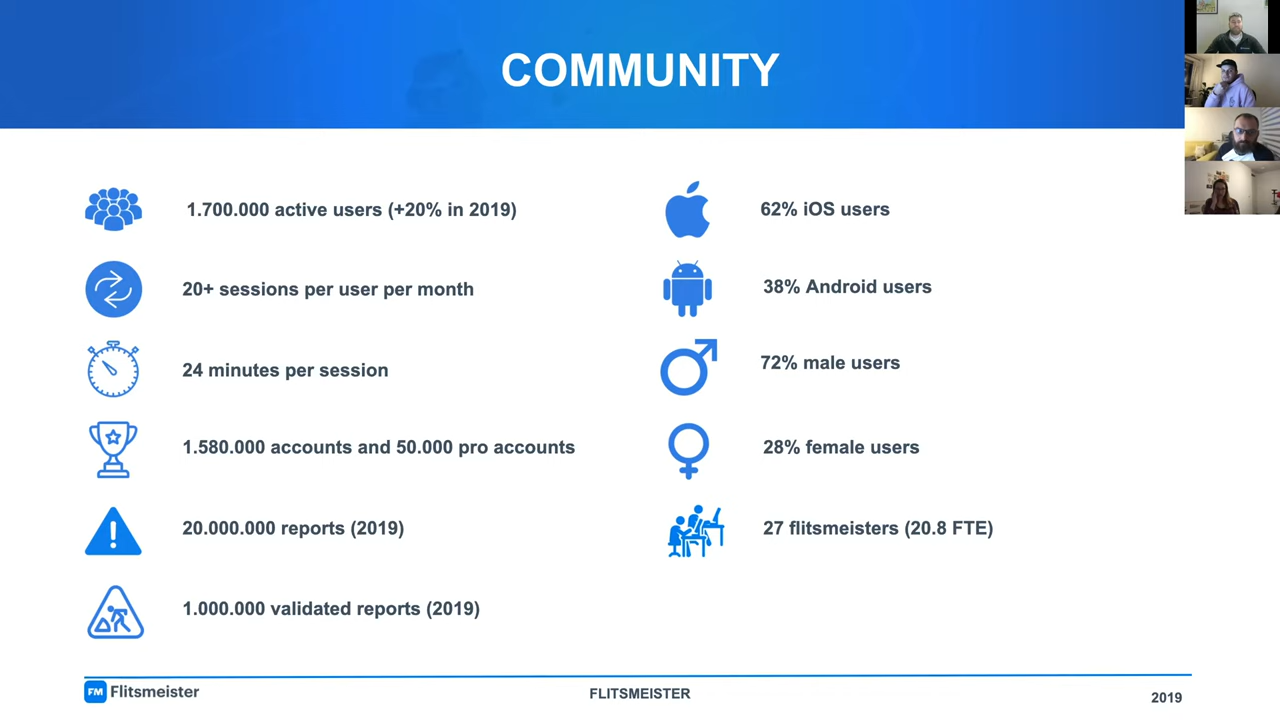 COMMUNITY
1.700.000 active users (+20% in 2019)
20+ sessions per user per month
24 minutes per session
1.580.000 accounts and 50.000 pro accounts
20.000.000 reports (2019)
1.000.000 validated reports (2019)
62% iOS users
38% Android users
72% male users
28% female users
27 flitsmeisters (20.8 FTE)
FM Flitsmeister
FLITSMEISTER
2019